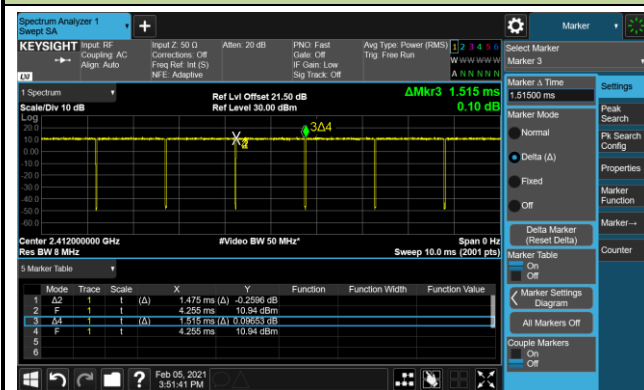 Spectrum Analyzer 1
Swept SA
+
Marker
KEYSIGHT
Input: RF
Coupling: AC
Align: Auto
Input Z: 50 Ω
Corrections: Off
Freq Ref: Int (S)
NFE: Adaptive
Atten: 20 dB
PNO: Fast
Gate: Off
IF Gain: Low
Sig Track: Off
Avg Type: Power (RMS)
Trig: Free Run
1 2 3 4 5 6
W W W W W W
A N N N N N
Select Marker
Marker 3
1 Spectrum
Scale/Div 10 dB
Ref Lvl Offset 21.50 dB
Ref Level 30.00 dBm
ΔMkr3 1.515 ms
0.10 dB
Log
20.0
10.0
0.00
-10.0
-20.0
-30.0
-40.0
-50.0
-60.0
3Δ4
Center 2.412000000 GHz
Res BW 8 MHz
#Video BW 50 MHz*
Span 0 Hz
Sweep 10.0 ms (2001 pts)
5 Marker Table
Mode Trace Scale X Y Function Function Width Function Value
1 Δ2 1 t (Δ) 1.475 ms (Δ) -0.2596 dB
2 F 1 t 4.255 ms 10.94 dBm
3 Δ4 1 t (Δ) 1.515 ms (Δ) 0.09653 dB
4 F 1 t 4.255 ms 10.94 dBm
5
6
Marker Δ Time
1.51500 ms
Marker Mode
Normal
Delta (Δ)
Fixed
Off
Delta Marker
(Reset Delta)
Marker Table
On
Off
Marker Settings
Diagram
All Markers Off
Couple Markers
On
Off
Settings
Peak
Search
Pk Search
Config
Properties
Marker
Function
Marker→
Counter
?
Feb 05, 2021
3:51:41 PM